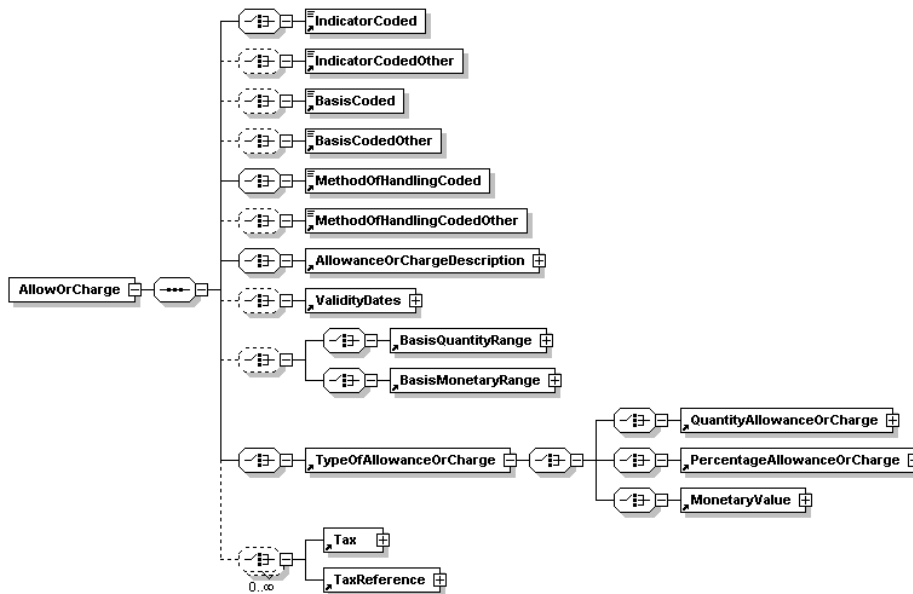 IndicatorCoded
IndicatorCodedOther
BasisCoded
BasisCodedOther
MethodOfHandlingCoded
MethodOfHandlingCodedOther
AllowanceOrChargeDescription
AllowOrCharge
ValidityDates
BasisQuantityRange
BasisMonetaryRange
QuantityAllowanceOrCharge
TypeOfAllowanceOrCharge
PercentageAllowanceOrCharge
MonetaryValue
Tax
TaxReference
0..∞